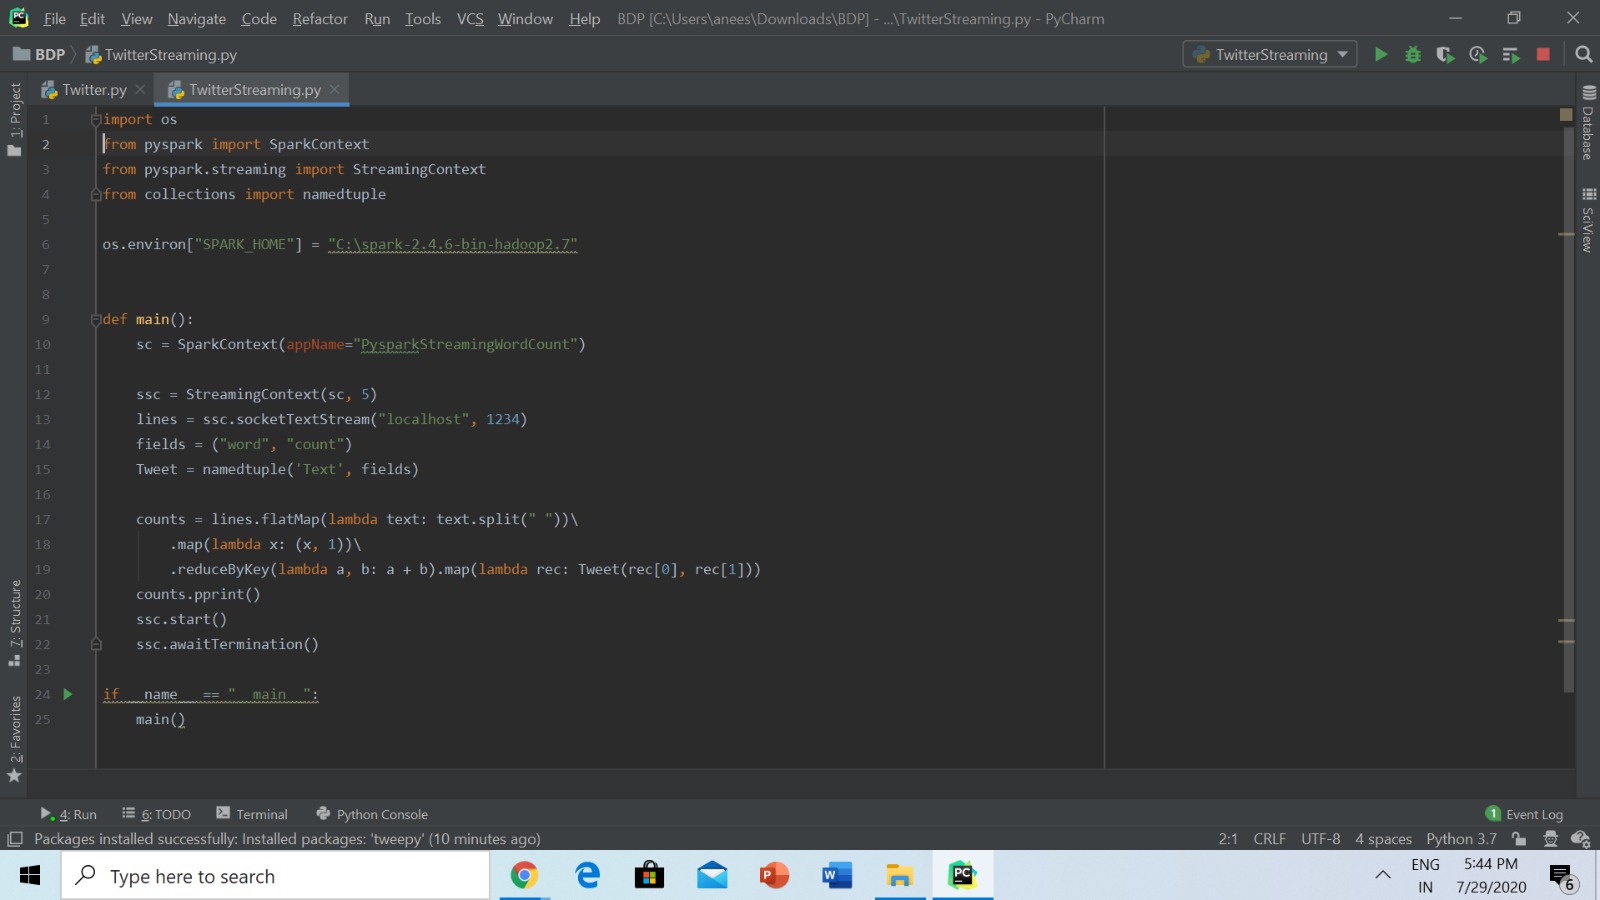 File Edit View Navigate Code Refactor Run Tools VCS Window Help BDP [C:\Users\anees\Downloads\BDP] - ...\TwitterStreaming.py - PyCharm
BDP TwitterStreaming.py TwitterStreaming
Twitter.py TwitterStreaming.py
1: Project
7: Structure
2: Favorites
Database
SciView
1 import os
2 from pyspark import SparkContext
3 from pyspark.streaming import StreamingContext
4 from collections import namedtuple
5
6 os.environ["SPARK_HOME"] = "C:\spark-2.4.6-bin-hadoop2.7"
7
8
9 def main():
10 sc = SparkContext(appName="PysparkStreamingWordCount")
11
12 ssc = StreamingContext(sc, 5)
13 lines = ssc.socketTextStream("localhost", 1234)
14 fields = ("word", "count")
15 Tweet = namedtuple('Text', fields)
16
17 counts = lines.flatMap(lambda text: text.split(" "))\
18 .map(lambda x: (x, 1))\
19 .reduceByKey(lambda a, b: a + b).map(lambda rec: Tweet(rec[0], rec[1]))
20 counts.pprint()
21 ssc.start()
22 ssc.awaitTermination()
23
24 if __name__ == "__main__":
25 main()
4: Run 6: TODO Terminal Python Console 1 Event Log
Packages installed successfully: Installed packages: 'tweepy' (10 minutes ago) 2:1 CRLF UTF-8 4 spaces Python 3.7
Type here to search
ENG 5:44 PM
IN 7/29/2020 6